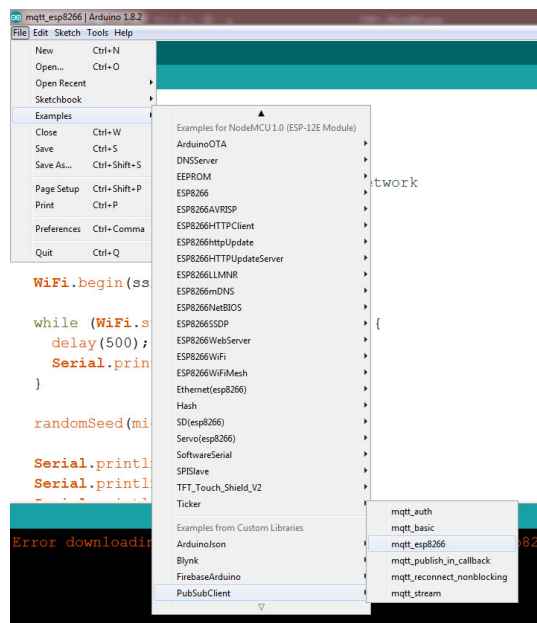 mqtt_esp8266 | Arduino 1.8.2
File Edit Sketch Tools Help
New Ctrl+N
Open... Ctrl+O
Open Recent
Sketchbook
Examples
Close Ctrl+W
Save Ctrl+S
Save As... Ctrl+Shift+S
Page Setup Ctrl+Shift+P
Print Ctrl+P
Preferences Ctrl+Comma
Quit Ctrl+Q
Examples for NodeMCU 1.0 (ESP-12E Module)
ArduinoOTA
DNSServer
EEPROM
ESP8266
ESP8266AVRISP
ESP8266HTTPClient
ESP8266httpUpdate
ESP8266HTTPUpdateServer
ESP8266LLMNR
ESP8266mDNS
ESP8266NetBIOS
ESP8266SSDP
ESP8266WebServer
ESP8266WiFi
ESP8266WiFiMesh
Ethernet(esp8266)
Hash
SD(esp8266)
Servo(esp8266)
SoftwareSerial
SPISlave
TFT_Touch_Shield_V2
Ticker
Examples from Custom Libraries
ArduinoJson
Blynk
FirebaseArduino
PubSubClient
mqtt_auth
mqtt_basic
mqtt_esp8266
mqtt_publish_in_callback
mqtt_reconnect_nonblocking
mqtt_stream
etwork
WiFi.begin(ss
while (WiFi.s {
delay(500);
Serial.prin
}
randomSeed(mi
Serial.printl
Serial.printl
Error downloadin